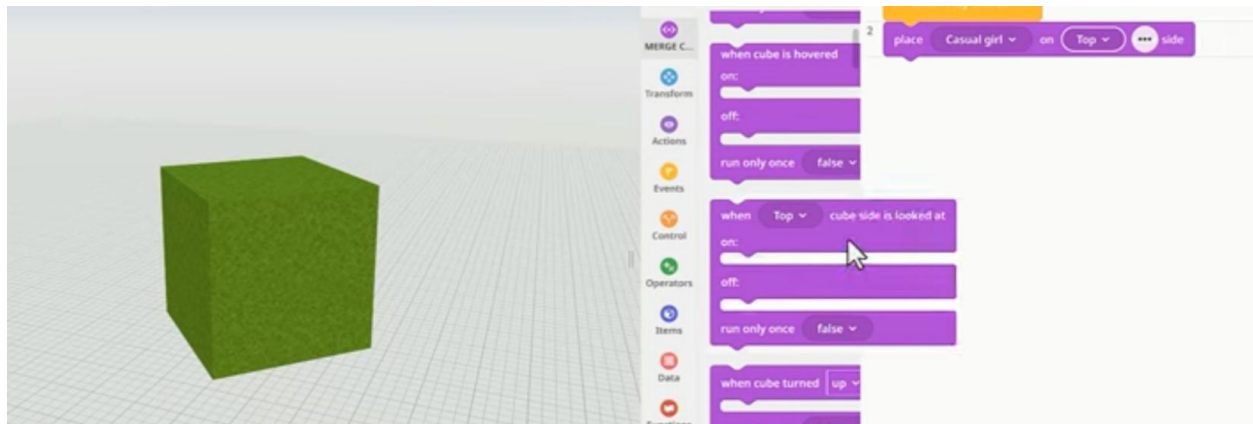 MERGE C...
Transform
Actions
Events
Control
Operators
Items
Data
when cube is hovered
on:
off:
run only once false
when Top cube side is looked at
on:
off:
run only once false
when cube turned up
2
place Casual girl on Top ••• side